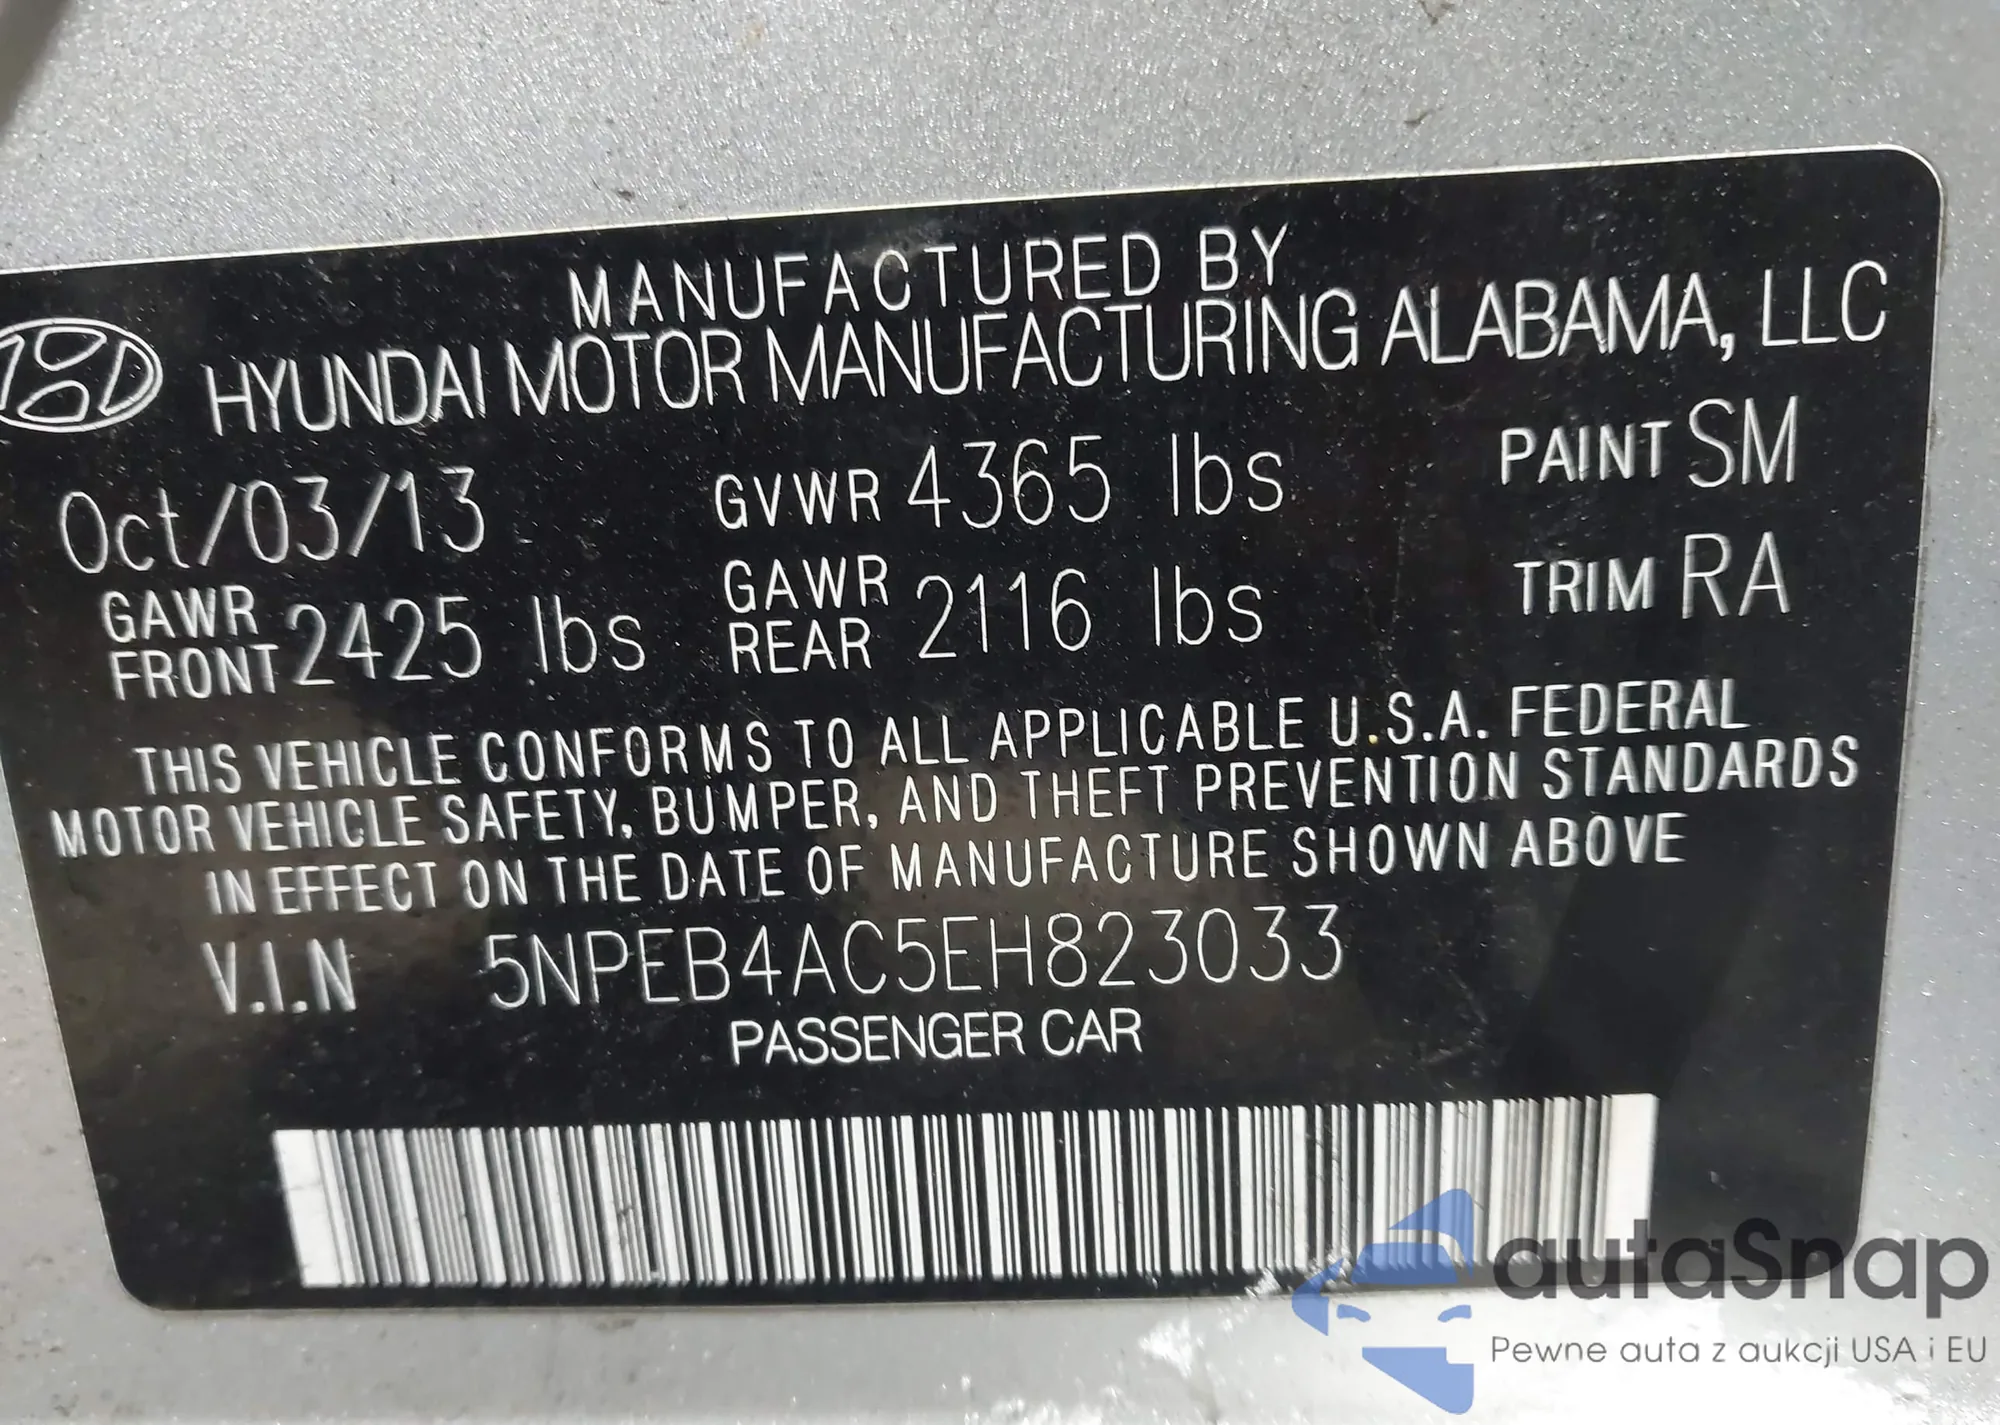 MANUFACTURED BY
HYUNDAI MOTOR MANUFACTURING ALABAMA, LLC
Oct/03/13 GVWR 4365 lbs PAINT SM
GAWR FRONT 2425 lbs GAWR REAR 2116 lbs TRIM RA
THIS VEHICLE CONFORMS TO ALL APPLICABLE U.S.A. FEDERAL
MOTOR VEHICLE SAFETY, BUMPER, AND THEFT PREVENTION STANDARDS
IN EFFECT ON THE DATE OF MANUFACTURE SHOWN ABOVE
V.I.N 5NPEB4AC5EH823033
PASSENGER CAR
autaSnap
Pewne auta z aukcji USA i EU